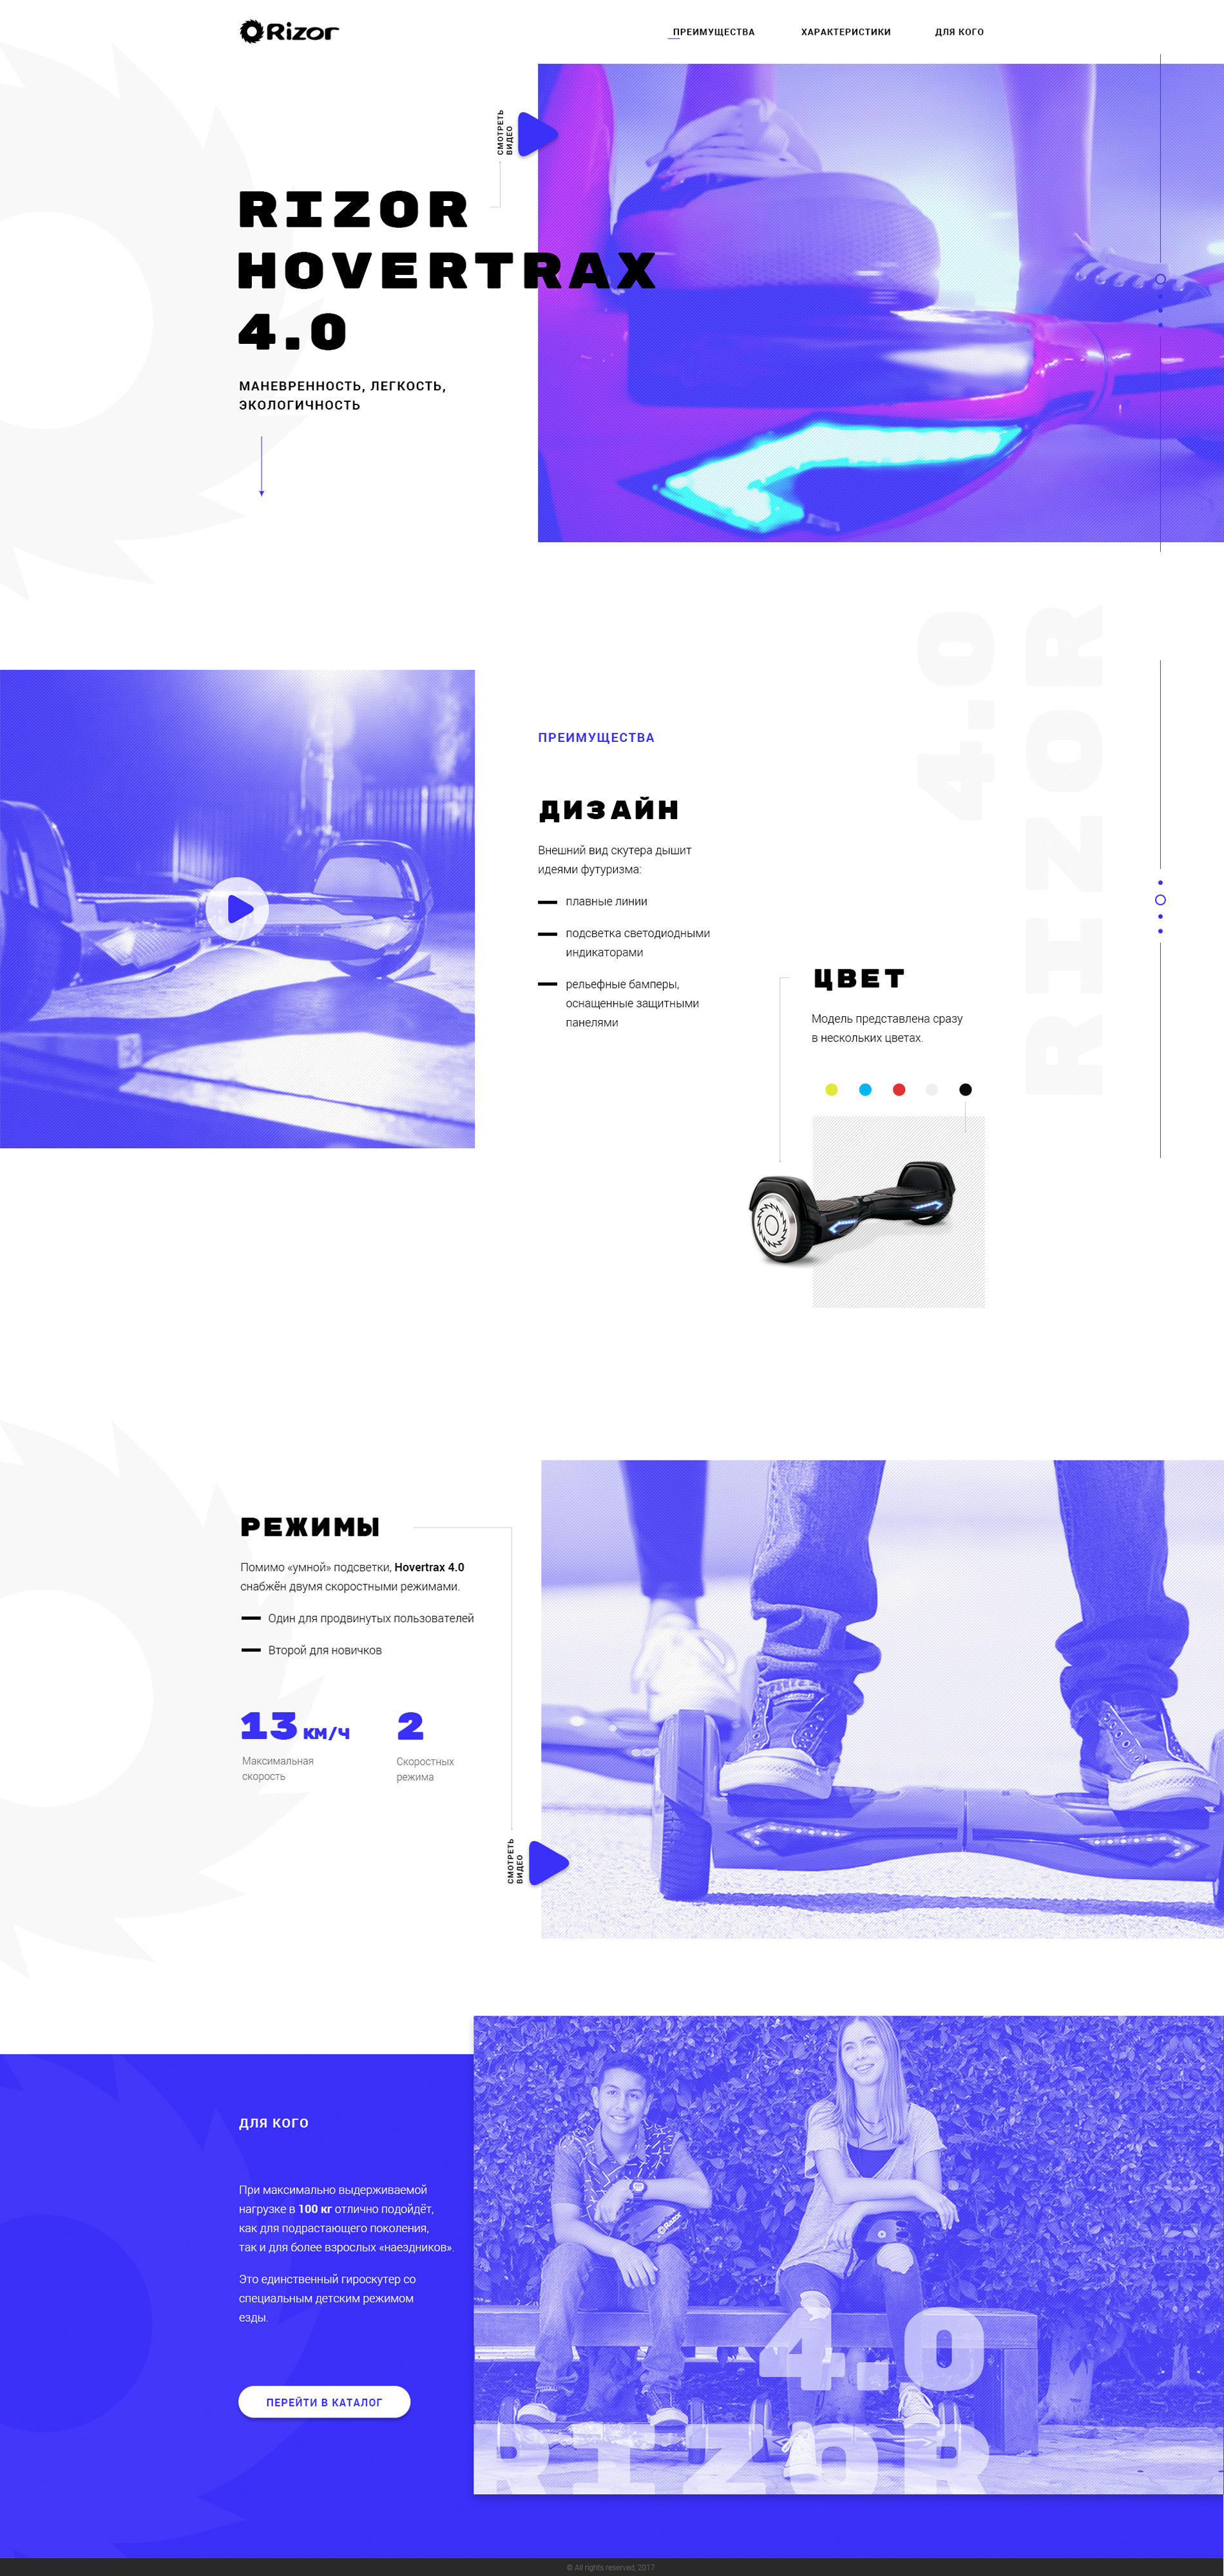 Rizor
ПРЕИМУЩЕСТВА
ХАРАКТЕРИСТИКИ
ДЛЯ КОГО
СМОТРЕТЬ
ВИДЕО
RIZOR
HOVERTRAX
4.0
МАНЕВРЕННОСТЬ, ЛЕГКОСТЬ,
ЭКОЛОГИЧНОСТЬ
4.0
RIZOR
ПРЕИМУЩЕСТВА
ДИЗАЙН
Внешний вид скутера дышит
идеями футуризма:
плавные линии
подсветка светодиодными
индикаторами
рельефные бамперы,
оснащенные защитными
панелями
ЦВЕТ
Модель представлена сразу
в нескольких цветах.
РЕЖИМЫ
Помимо «умной» подсветки, Hovertrax 4.0
снабжён двумя скоростными режимами.
Один для продвинутых пользователей
Второй для новичков
13 КМ/Ч
Максимальная
скорость
2
Скоростных
режима
СМОТРЕТЬ
ВИДЕО
ДЛЯ КОГО
При максимально выдерживаемой
нагрузке в 100 кг отлично подойдёт,
как для подрастающего поколения,
так и для более взрослых «наездников».
Это единственный гироскутер со
специальным детским режимом
езды.
ПЕРЕЙТИ В КАТАЛОГ
Razor
4.0
RIZOR
© All rights reserved, 2017